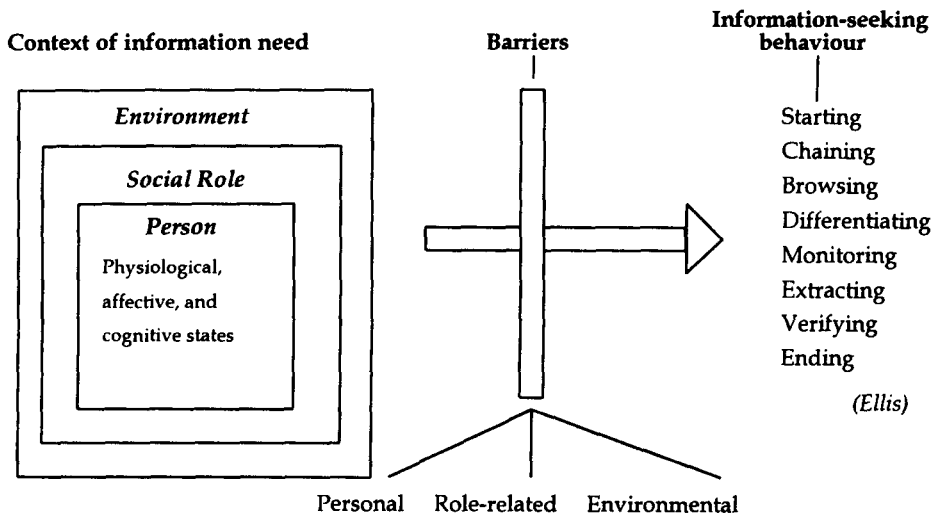 Context of information need
Barriers
Information-seeking
behaviour
Environment
Social Role
Person
Physiological,
affective, and
cognitive states
Starting
Chaining
Browsing
Differentiating
Monitoring
Extracting
Verifying
Ending
(Ellis)
Personal
Role-related
Environmental